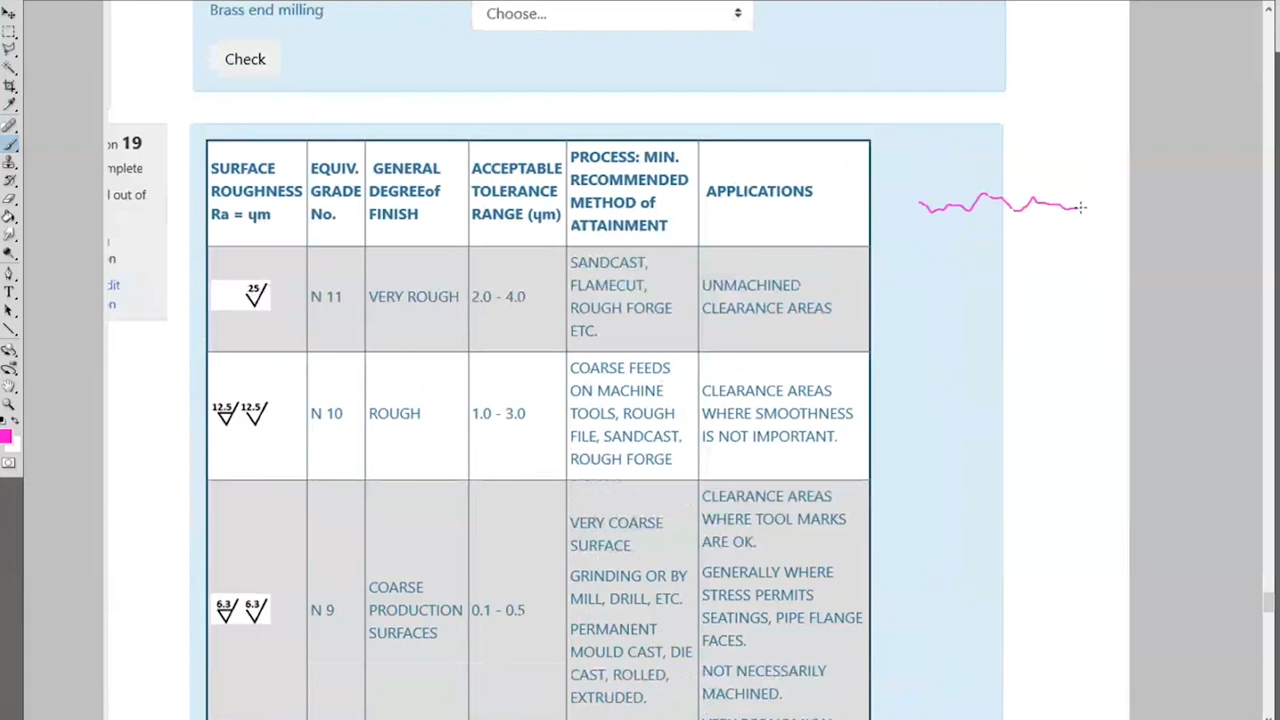 Brass end milling
Choose...
Check
on 19
mplete
l out of
on
dit
on
SURFACE ROUGHNESS Ra = ɥm
EQUIV. GRADE No.
GENERAL DEGREEof FINISH
ACCEPTABLE TOLERANCE RANGE (ɥm)
PROCESS: MIN. RECOMMENDED METHOD of ATTAINMENT
APPLICATIONS
25
N 11
VERY ROUGH
2.0 - 4.0
SANDCAST,
FLAMECUT,
ROUGH FORGE
ETC.
UNMACHINED
CLEARANCE AREAS
12.5 12.5
N 10
ROUGH
1.0 - 3.0
COARSE FEEDS
ON MACHINE
TOOLS, ROUGH
FILE, SANDCAST,
ROUGH FORGE
CLEARANCE AREAS
WHERE SMOOTHNESS
IS NOT IMPORTANT.
6.3 6.3
N 9
COARSE
PRODUCTION
SURFACES
0.1 - 0.5
VERY COARSE
SURFACE
GRINDING OR BY
MILL, DRILL, ETC.
PERMANENT
MOULD CAST, DIE
CAST, ROLLED,
EXTRUDED.
CLEARANCE AREAS
WHERE TOOL MARKS
ARE OK.
GENERALLY WHERE
STRESS PERMITS
SEATINGS, PIPE FLANGE
FACES.
NOT NECESSARILY
MACHINED.